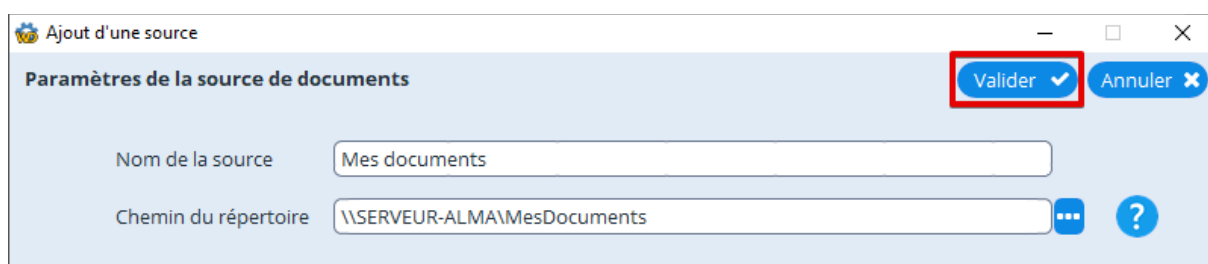 Ajout d'une source
Paramètres de la source de documents
Valider
Annuler
Nom de la source
Mes documents
Chemin du répertoire
\\SERVEUR-ALMA\MesDocuments
...
?